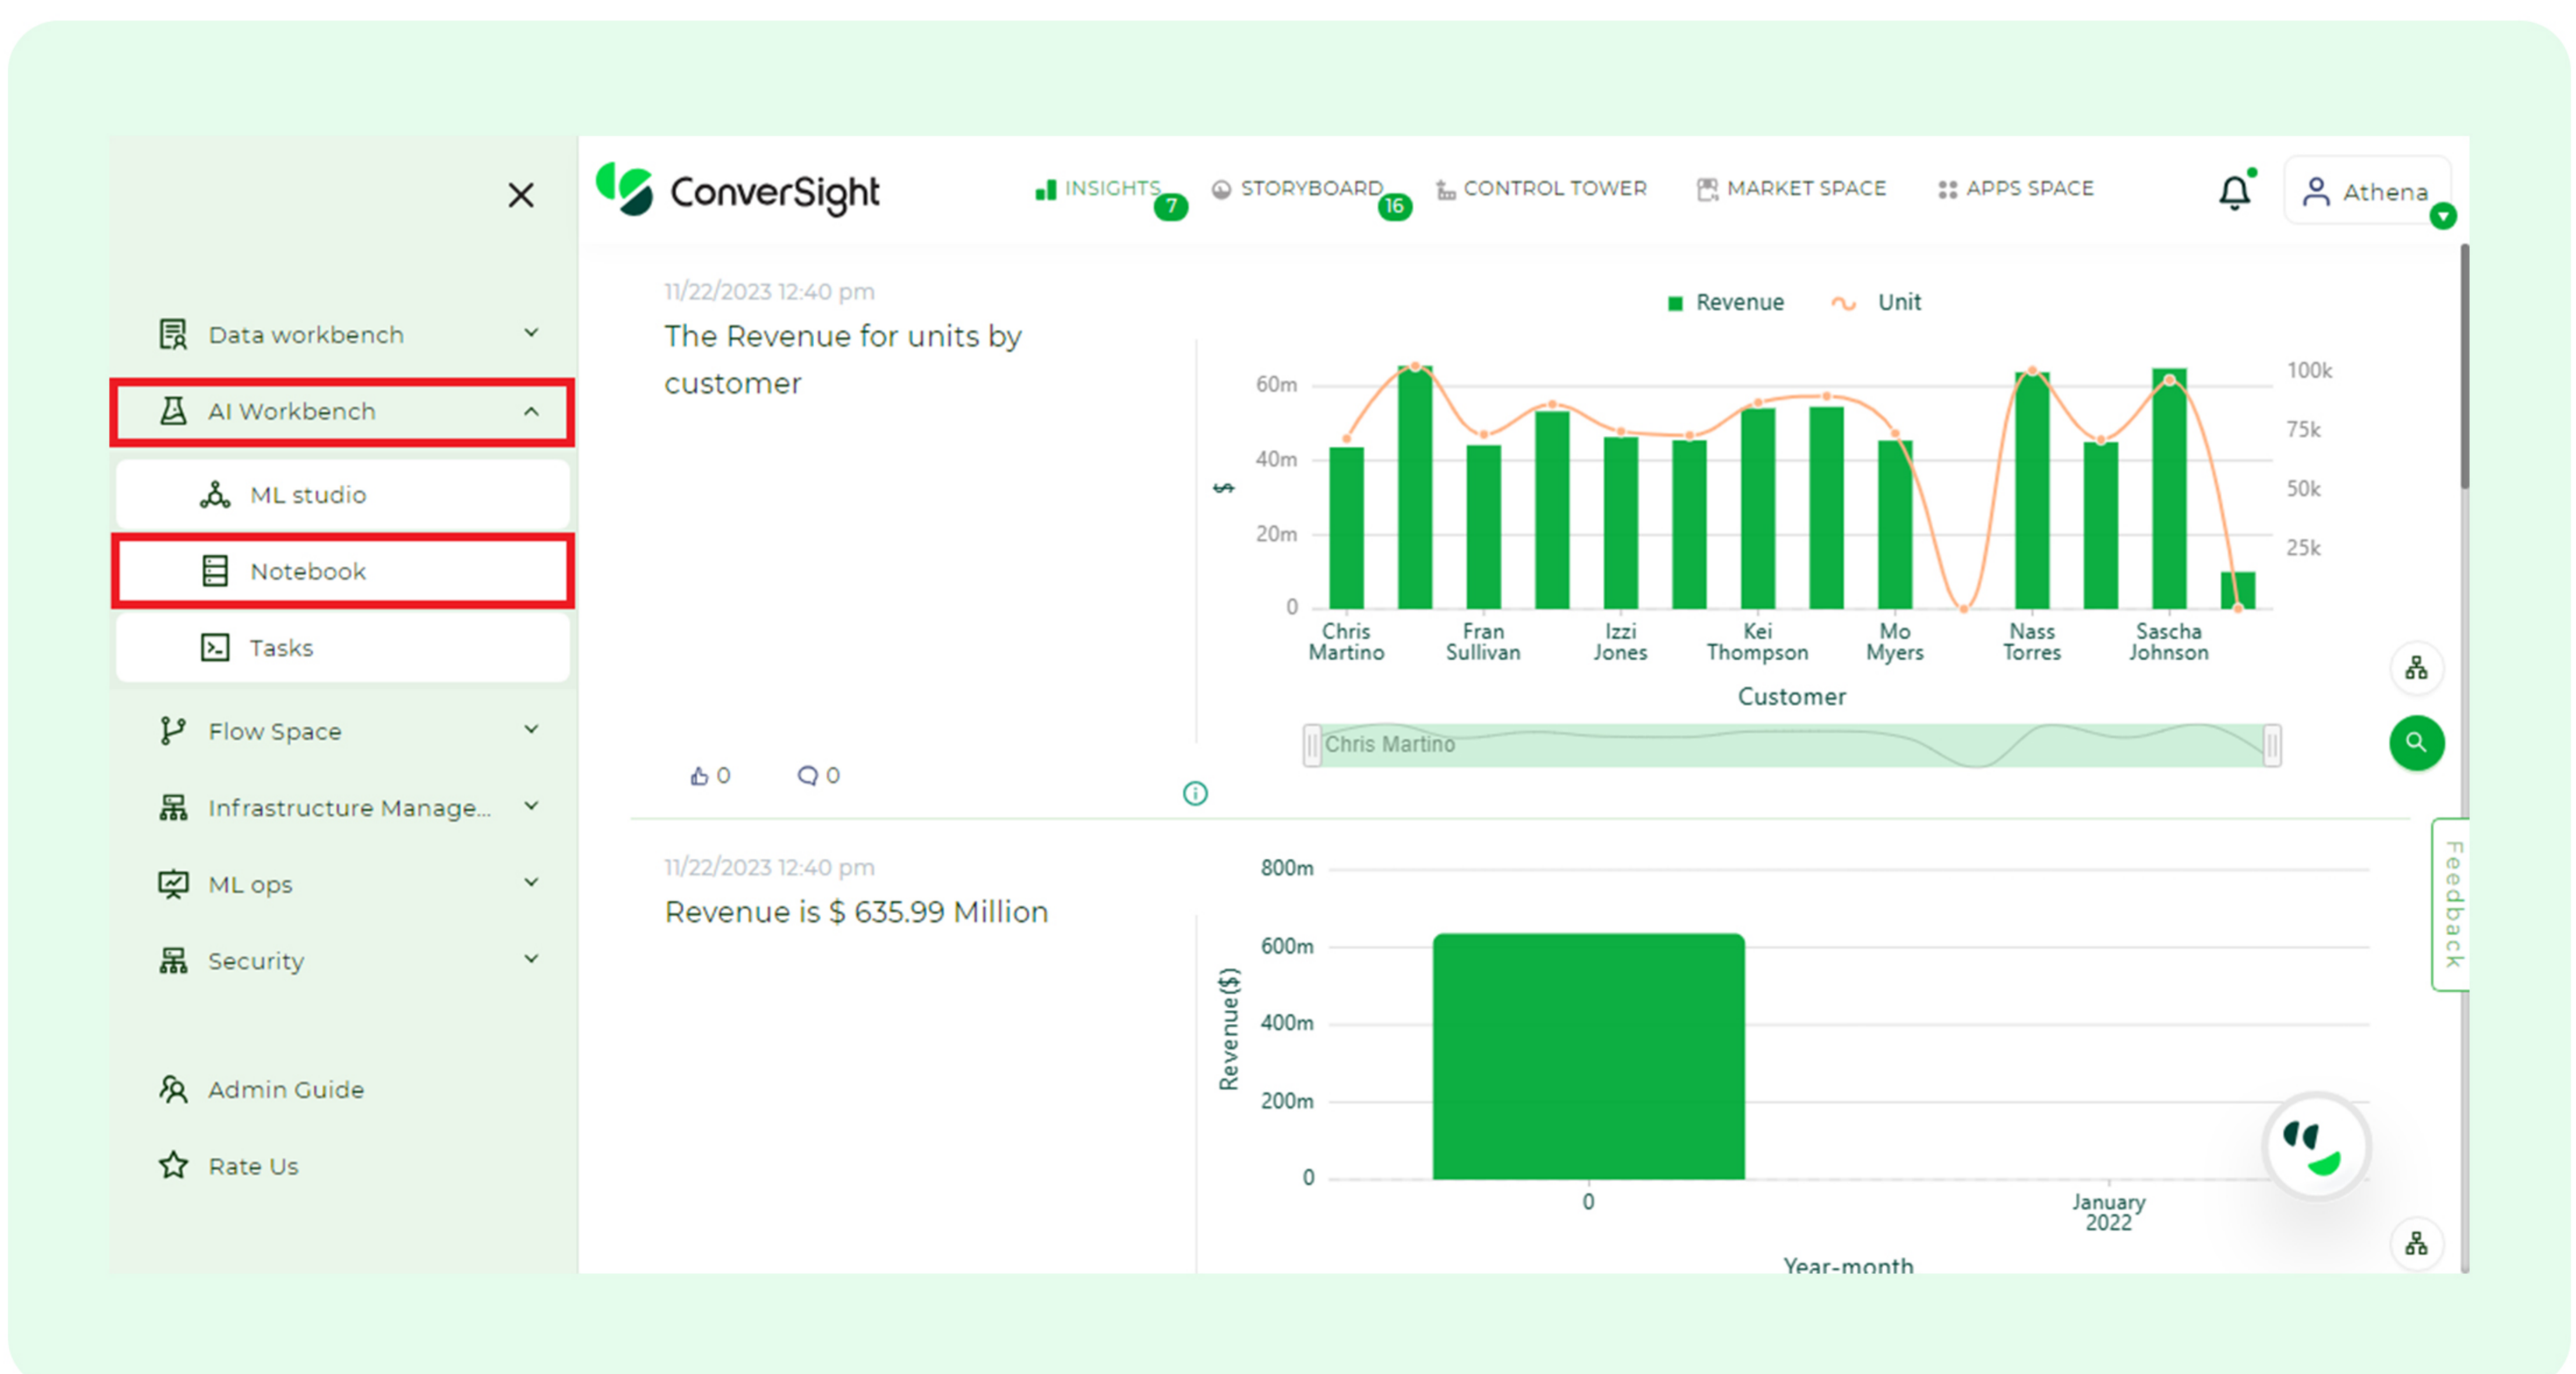 ConverSight
INSIGHTS
7
STORYBOARD
16
CONTROL TOWER
MARKET SPACE
APPS SPACE
Athena
Data workbench
AI Workbench
ML studio
Notebook
Tasks
Flow Space
Infrastructure Manage...
ML ops
Security
Admin Guide
Rate Us
11/22/2023 12:40 pm
The Revenue for units by
customer
0
0
Revenue
Unit
60m
40m
20m
0
$
100k
75k
50k
25k
Chris
Martino
Fran
Sullivan
Izzi
Jones
Kei
Thompson
Mo
Myers
Nass
Torres
Sascha
Johnson
Customer
Chris Martino
11/22/2023 12:40 pm
Revenue is $ 635.99 Million
800m
600m
400m
200m
0
Revenue($)
0
January
2022
Year-month
Feedback